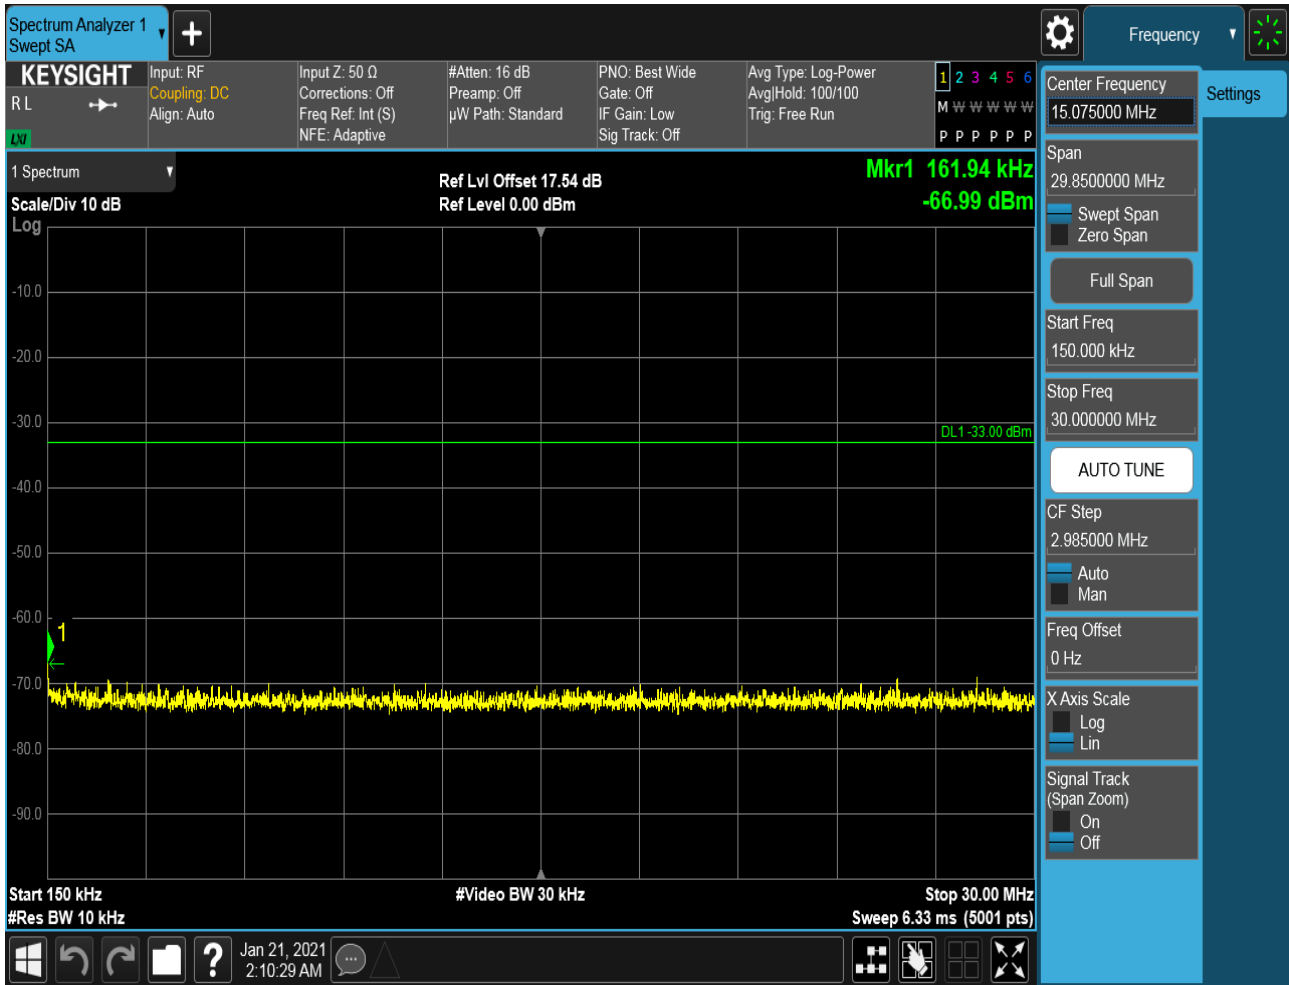 Spectrum Analyzer 1
Swept SA
Frequency
KEYSIGHT
R L
LXI
Input: RF
Coupling: DC
Align: Auto
Input Z: 50 Ω
Corrections: Off
Freq Ref: Int (S)
NFE: Adaptive
#Atten: 16 dB
Preamp: Off
µW Path: Standard
PNO: Best Wide
Gate: Off
IF Gain: Low
Sig Track: Off
Avg Type: Log-Power
Avg|Hold: 100/100
Trig: Free Run
1 2 3 4 5 6
M W W W W W
P P P P P P
1 Spectrum
Scale/Div 10 dB
Log
Ref Lvl Offset 17.54 dB
Ref Level 0.00 dBm
Mkr1 161.94 kHz
-66.99 dBm
-10.0
-20.0
-30.0
DL1 -33.00 dBm
-40.0
-50.0
-60.0
1
-70.0
-80.0
-90.0
Start 150 kHz
#Video BW 30 kHz
Stop 30.00 MHz
#Res BW 10 kHz
Sweep 6.33 ms (5001 pts)
Jan 21, 2021
2:10:29 AM
?
Center Frequency
15.075000 MHz
Settings
Span
29.8500000 MHz
Swept Span
Zero Span
Full Span
Start Freq
150.000 kHz
Stop Freq
30.000000 MHz
AUTO TUNE
CF Step
2.985000 MHz
Auto
Man
Freq Offset
0 Hz
X Axis Scale
Log
Lin
Signal Track
(Span Zoom)
On
Off